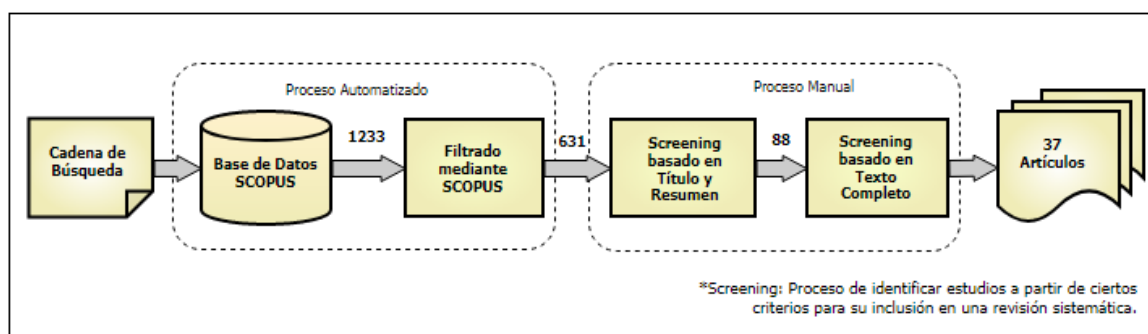 Proceso Automatizado
Proceso Manual
Cadena de
Búsqueda
Base de Datos
SCOPUS
1233
Filtrado
mediante
SCOPUS
631
Screening
basado en
Título y
Resumen
88
Screening
basado en
Texto
Completo
37
Artículos
*Screening: Proceso de identificar estudios a partir de ciertos
criterios para su inclusión en una revisión sistemática.